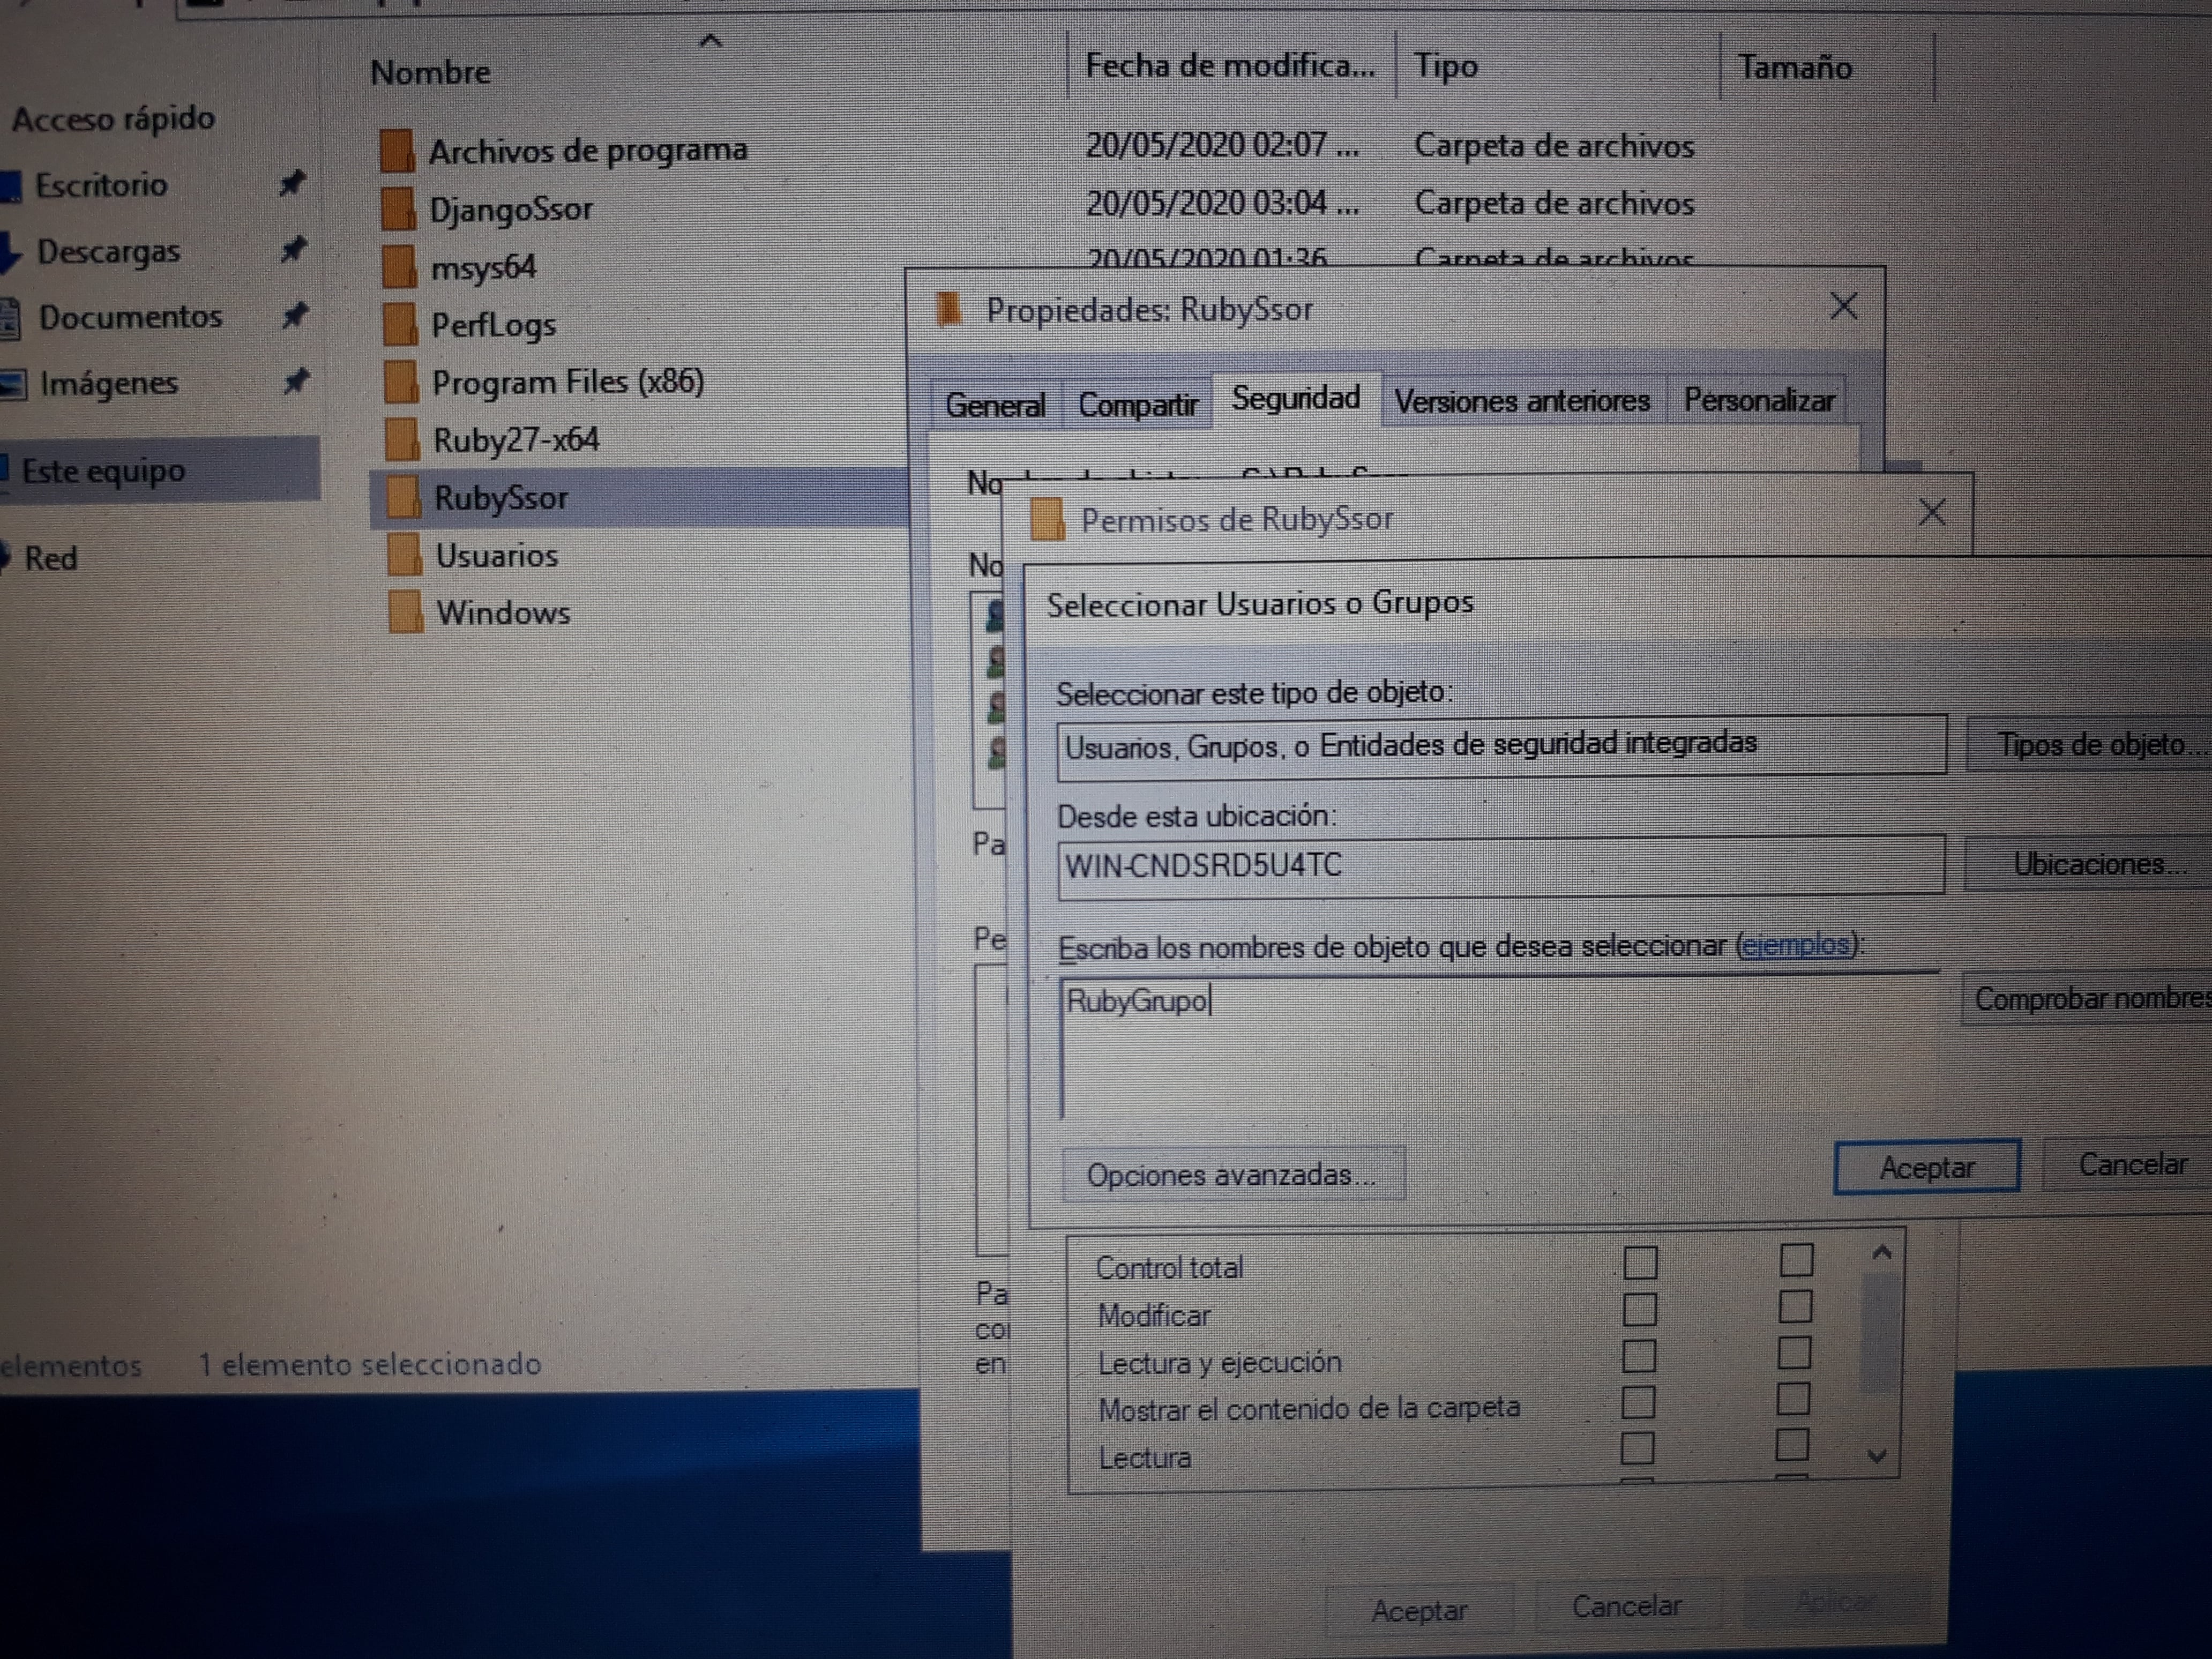 Nombre
Fecha de modifica...
Tipo
Tamaño
Acceso rápido
Escritorio
Descargas
Documentos
Imágenes
Este equipo
Red
Archivos de programa
20/05/2020 02:07 ...
Carpeta de archivos
DjangoSsor
20/05/2020 03:04 ...
Carpeta de archivos
msys64
20/05/2020 01:36
Carpeta de archivos
PerfLogs
Program Files (x86)
Ruby27-x64
RubySsor
Usuarios
Windows
elementos
1 elemento seleccionado
Propiedades: RubySsor
General
Compartir
Seguridad
Versiones anteriores
Personalizar
No
No
Pa
Pe
Pa
en
Permisos de RubySsor
Seleccionar Usuarios o Grupos
Seleccionar este tipo de objeto:
Usuarios, Grupos, o Entidades de seguridad integradas
Tipos de objeto...
Desde esta ubicación:
WIN-CNDSRD5U4TC
Ubicaciones...
Escriba los nombres de objeto que desea seleccionar (ejemplos):
RubyGrupo
Comprobar nombres
Opciones avanzadas...
Aceptar
Cancelar
Control total
Modificar
Lectura y ejecución
Mostrar el contenido de la carpeta
Lectura
Aceptar
Cancelar
Aplicar